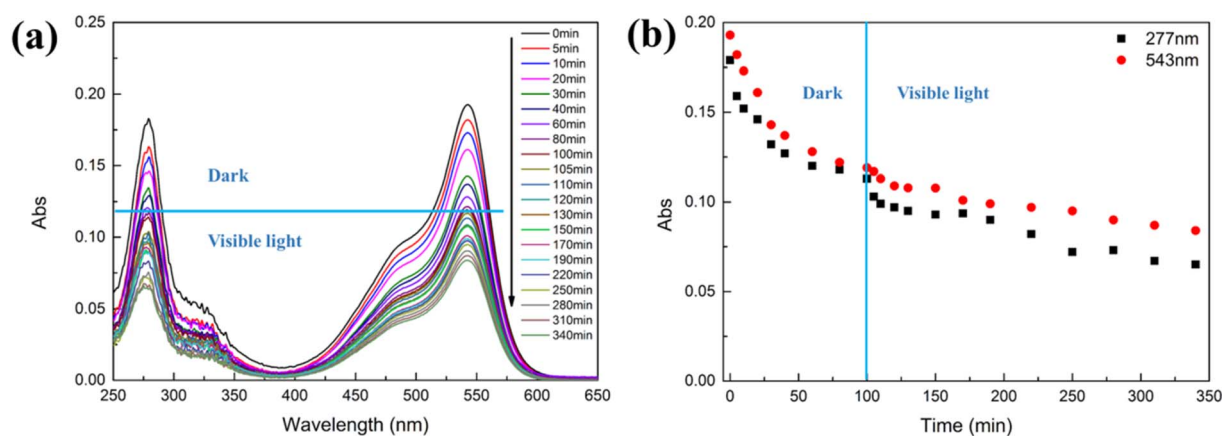 (a)
0.25
0.20
0.15
0.10
0.05
0.00
Abs
250
300
350
400
450
500
550
600
650
Wavelength (nm)
Dark
Visible light
0min
5min
10min
20min
30min
40min
60min
80min
100min
105min
110min
120min
130min
150min
170min
190min
220min
250min
280min
310min
340min
(b)
0.25
0.20
0.15
0.10
0.05
0.00
Abs
0
50
100
150
200
250
300
350
Time (min)
Dark
Visible light
277nm
543nm